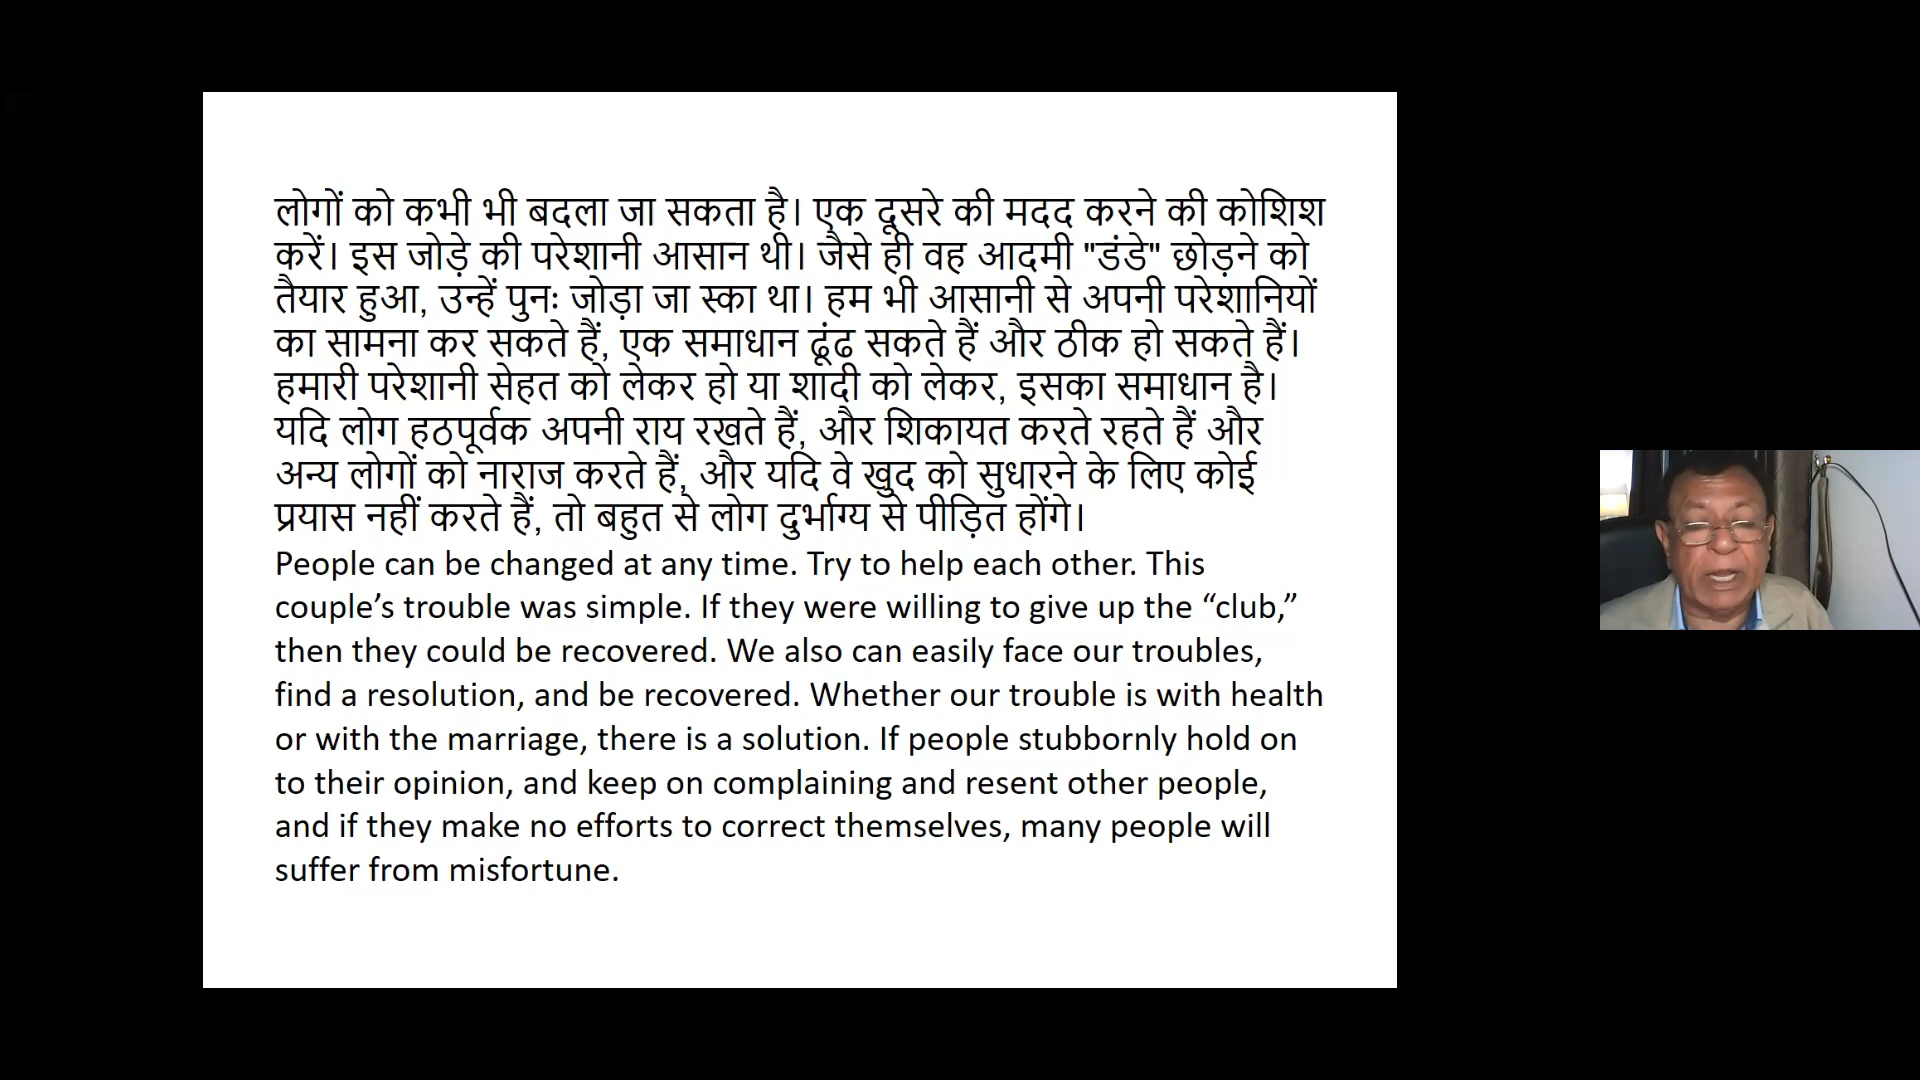 लोगों को कभी भी बदला जा सकता है। एक दूसरे की मदद करने की कोशिश
करें। इस जोड़े की परेशानी आसान थी। जैसे ही वह आदमी "डंडे" छोड़ने को
तैयार हुआ, उन्हें पुनः जोड़ा जा स्का था। हम भी आसानी से अपनी परेशानियों
का सामना कर सकते हैं, एक समाधान ढूंढ सकते हैं और ठीक हो सकते हैं।
हमारी परेशानी सेहत को लेकर हो या शादी को लेकर, इसका समाधान है।
यदि लोग हठपूर्वक अपनी राय रखते हैं, और शिकायत करते रहते हैं और
अन्य लोगों को नाराज करते हैं, और यदि वे खुद को सुधारने के लिए कोई
प्रयास नहीं करते हैं, तो बहुत से लोग दुर्भाग्य से पीड़ित होंगे।
People can be changed at any time. Try to help each other. This
couple’s trouble was simple. If they were willing to give up the “club,”
then they could be recovered. We also can easily face our troubles,
find a resolution, and be recovered. Whether our trouble is with health
or with the marriage, there is a solution. If people stubbornly hold on
to their opinion, and keep on complaining and resent other people,
and if they make no efforts to correct themselves, many people will
suffer from misfortune.